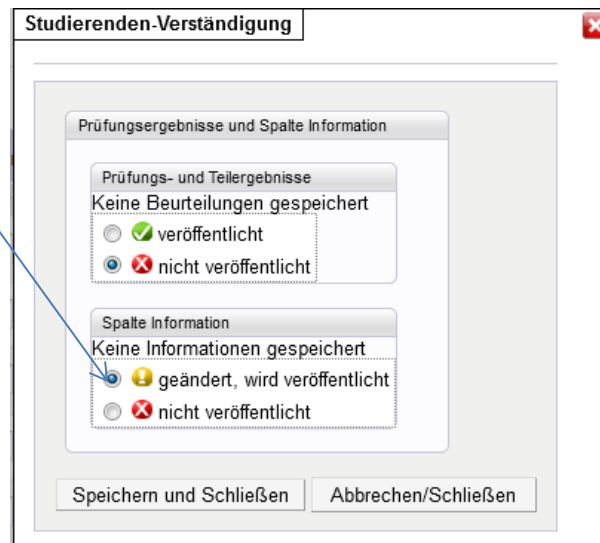 Studierenden-Verständigung
Prüfungsergebnisse und Spalte Information
Prüfungs- und Teilergebnisse
Keine Beurteilungen gespeichert
veröffentlicht
nicht veröffentlicht
Spalte Information
Keine Informationen gespeichert
geändert, wird veröffentlicht
nicht veröffentlicht
Speichern und Schließen Abbrechen/Schließen